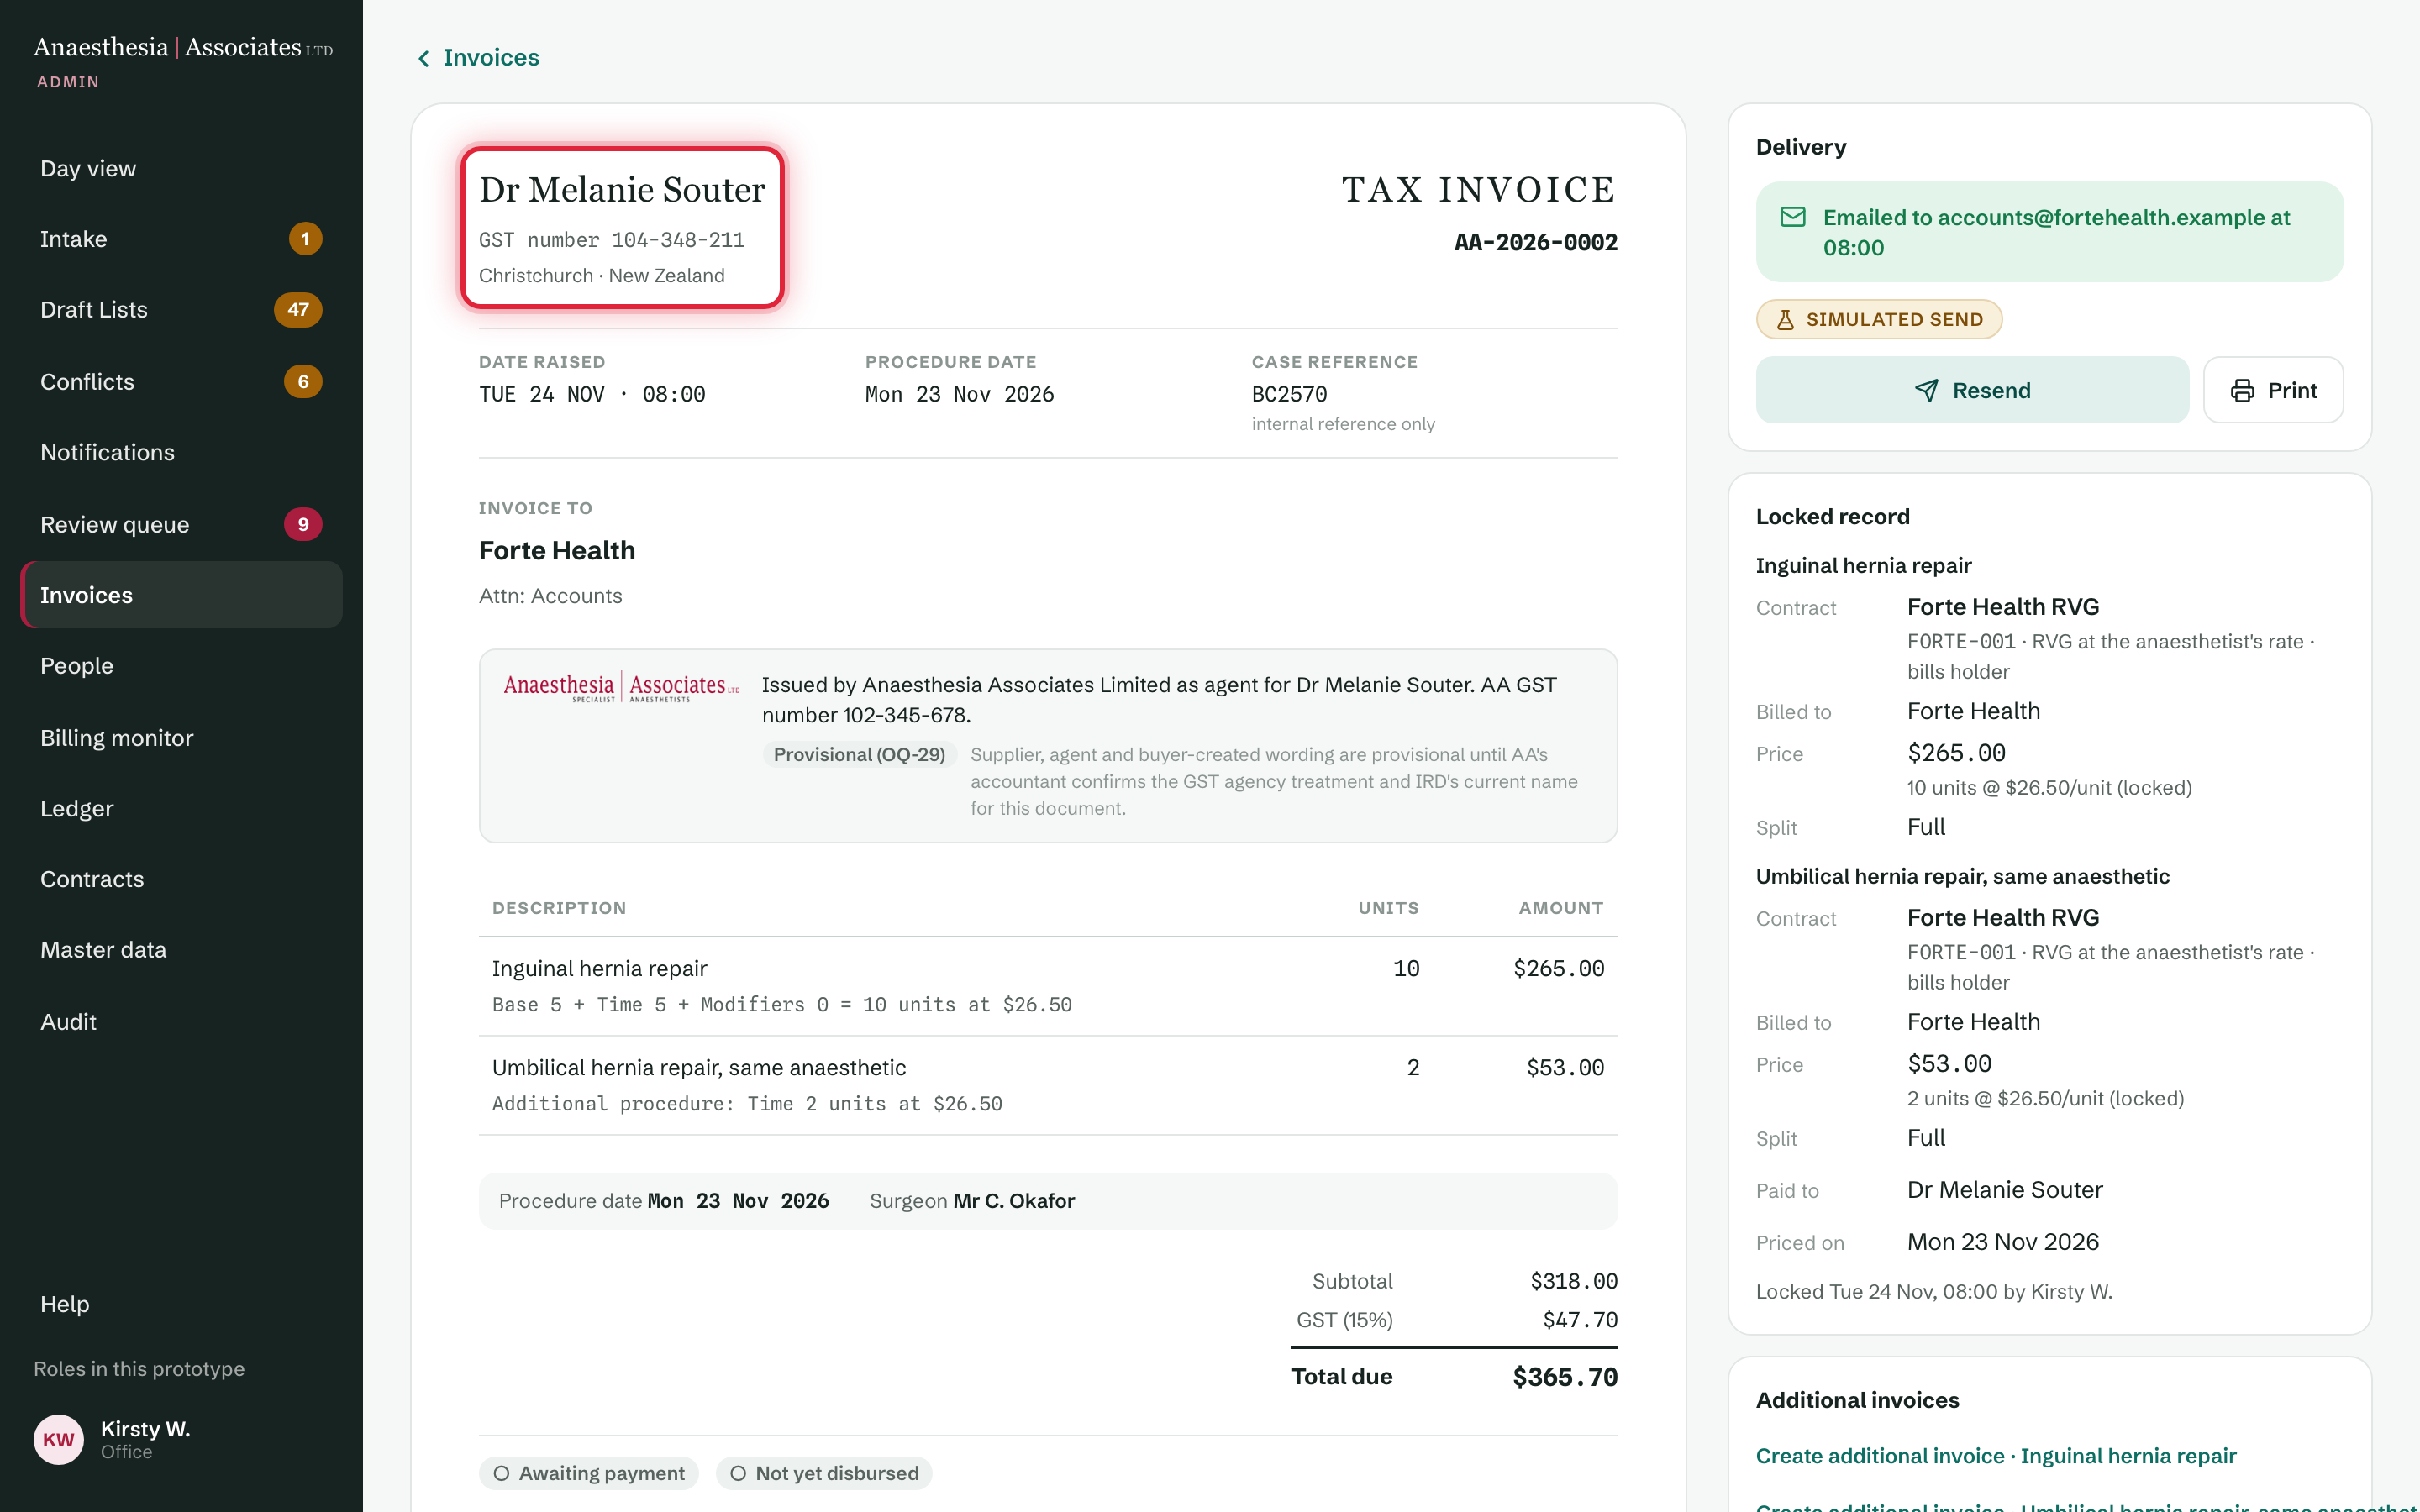 Anaesthesia | Associates LTD
ADMIN
Day view
Intake 1
Draft Lists 47
Conflicts 6
Notifications
Review queue 9
Invoices
People
Billing monitor
Ledger
Contracts
Master data
Audit
Help
Roles in this prototype
KW
Kirsty W.
Office
Invoices
Dr Melanie Souter
GST number 104-348-211
Christchurch · New Zealand
TAX INVOICE
AA-2026-0002
DATE RAISED
TUE 24 NOV · 08:00
PROCEDURE DATE
Mon 23 Nov 2026
CASE REFERENCE
BC2570
internal reference only
INVOICE TO
Forte Health
Attn: Accounts
Anaesthesia | Associates LTD
SPECIALIST | ANAESTHETISTS
Issued by Anaesthesia Associates Limited as agent for Dr Melanie Souter. AA GST
number 102-345-678.
Provisional (OQ-29)
Supplier, agent and buyer-created wording are provisional until AA's
accountant confirms the GST agency treatment and IRD's current name
for this document.
DESCRIPTION UNITS AMOUNT
Inguinal hernia repair 10 $265.00
Base 5 + Time 5 + Modifiers 0 = 10 units at $26.50
Umbilical hernia repair, same anaesthetic 2 $53.00
Additional procedure: Time 2 units at $26.50
Procedure date Mon 23 Nov 2026 Surgeon Mr C. Okafor
Subtotal $318.00
GST (15%) $47.70
Total due $365.70
Awaiting payment
Not yet disbursed
Delivery
Emailed to accounts@fortehealth.example at
08:00
SIMULATED SEND
Resend
Print
Locked record
Inguinal hernia repair
Contract Forte Health RVG
FORTE-001 · RVG at the anaesthetist's rate ·
bills holder
Billed to Forte Health
Price $265.00
10 units @ $26.50/unit (locked)
Split Full
Umbilical hernia repair, same anaesthetic
Contract Forte Health RVG
FORTE-001 · RVG at the anaesthetist's rate ·
bills holder
Billed to Forte Health
Price $53.00
2 units @ $26.50/unit (locked)
Split Full
Paid to Dr Melanie Souter
Priced on Mon 23 Nov 2026
Locked Tue 24 Nov, 08:00 by Kirsty W.
Additional invoices
Create additional invoice · Inguinal hernia repair
Create additional invoice · Umbilical hernia repair, same